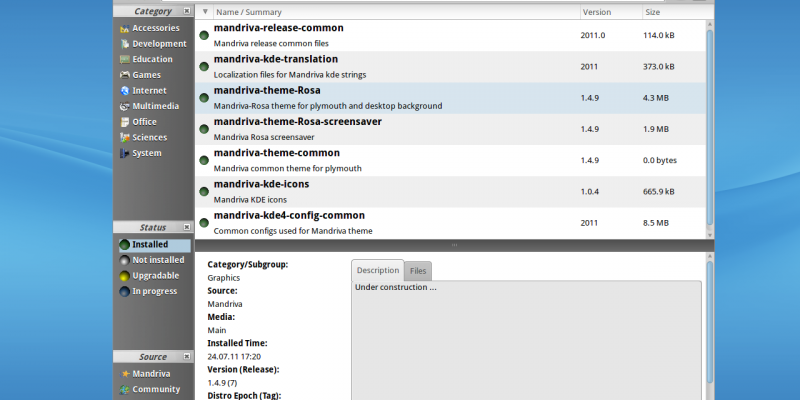 Category
Accessories
Development
Education
Games
Internet
Multimedia
Office
Sciences
System
Status
Installed
Not installed
Upgradable
In progress
Source
Mandriva
Community
Name / Summary Version Size
mandriva-release-common
Mandriva release common files
2011.0 114.0 kB
mandriva-kde-translation
Localization files for Mandriva kde strings
2011 373.0 kB
mandriva-theme-Rosa
Mandriva-Rosa theme for plymouth and desktop background
1.4.9 4.3 MB
mandriva-theme-Rosa-screensaver
Mandriva Rosa screensaver
1.4.9 1.9 MB
mandriva-theme-common
Mandriva common theme for plymouth
1.4.9 0.0 bytes
mandriva-kde-icons
Mandriva KDE icons
1.0.4 665.9 kB
mandriva-kde4-config-common
Common configs used for Mandriva theme
2011 8.5 MB
Category/Subgroup:
Graphics
Source:
Mandriva
Media:
Main
Installed Time:
24.07.11 17:20
Version (Release):
1.4.9 (7)
Distro Epoch (Tag):
Description Files
Under construction ...